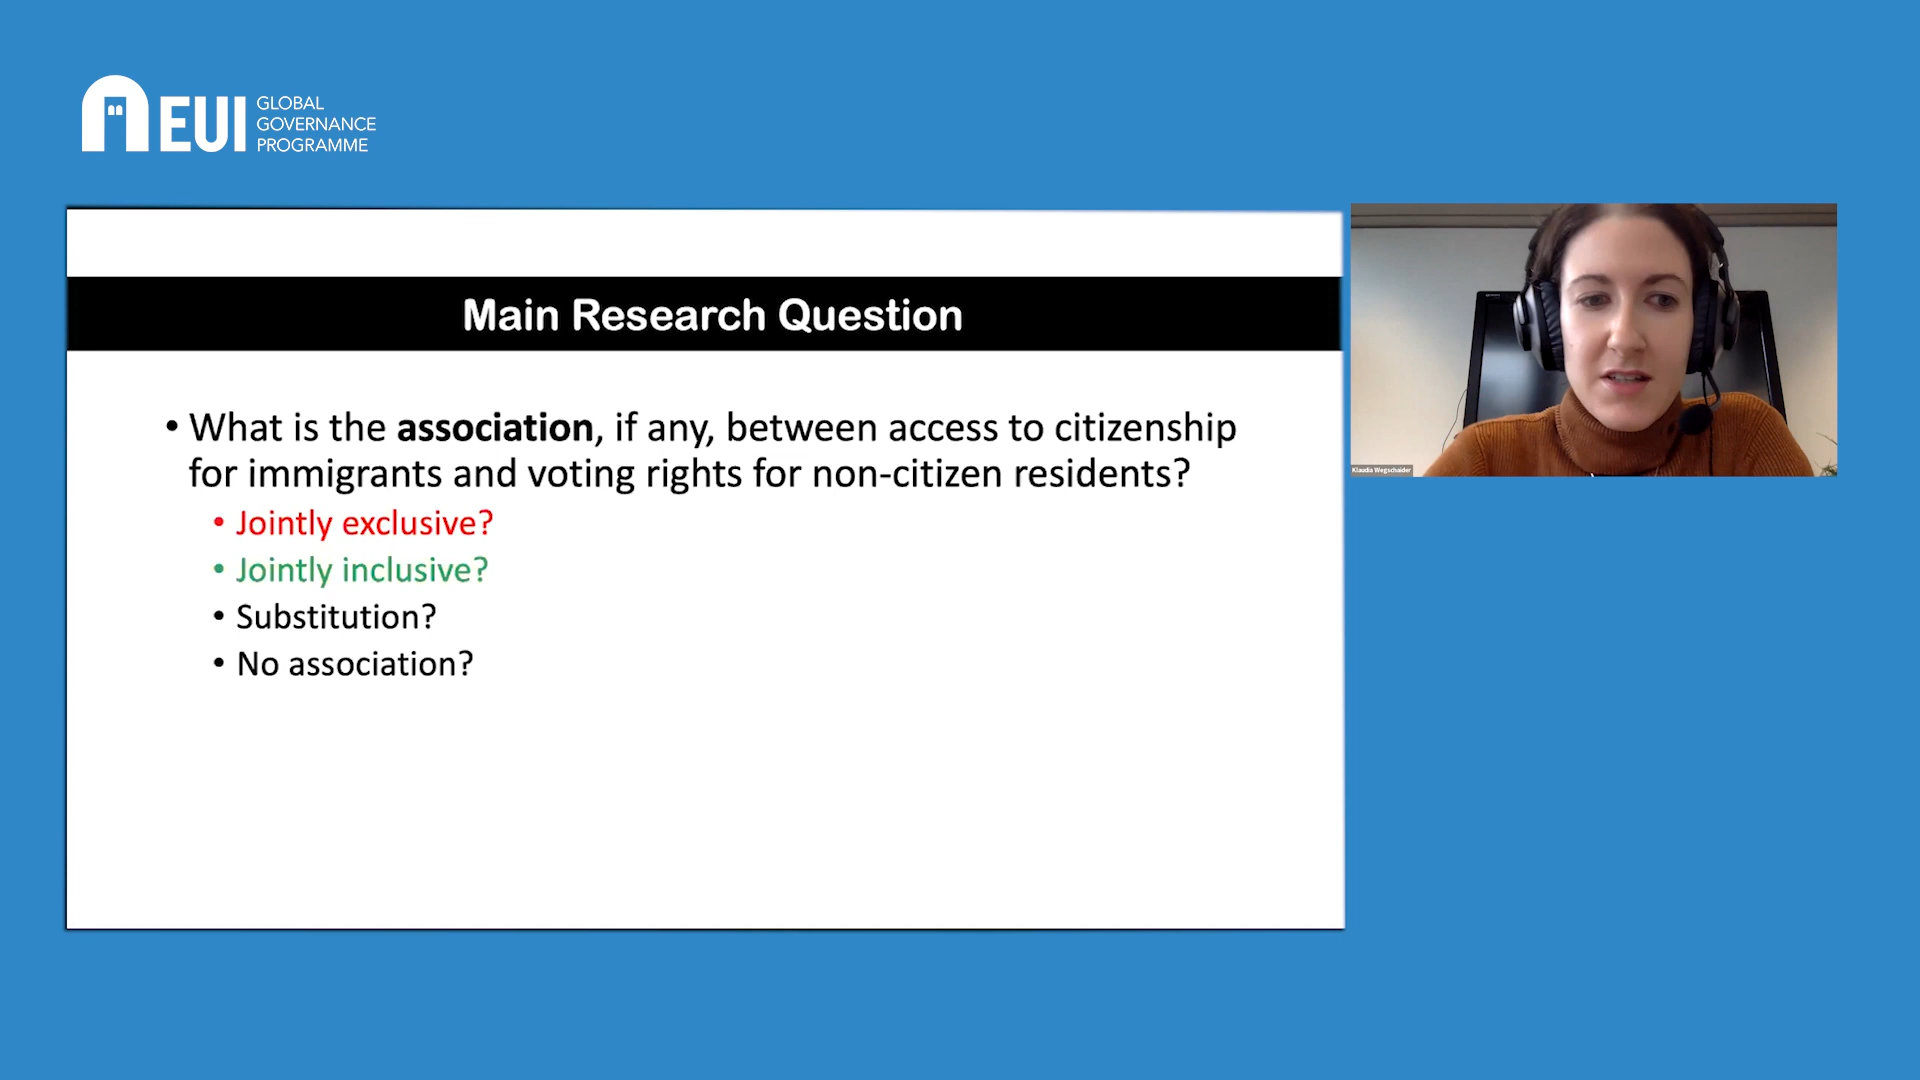 EUI
GLOBAL
GOVERNANCE
PROGRAMME
Main Research Question
• What is the association, if any, between access to citizenship
for immigrants and voting rights for non-citizen residents?
• Jointly exclusive?
• Jointly inclusive?
• Substitution?
• No association?
Klaudia Wegschaider